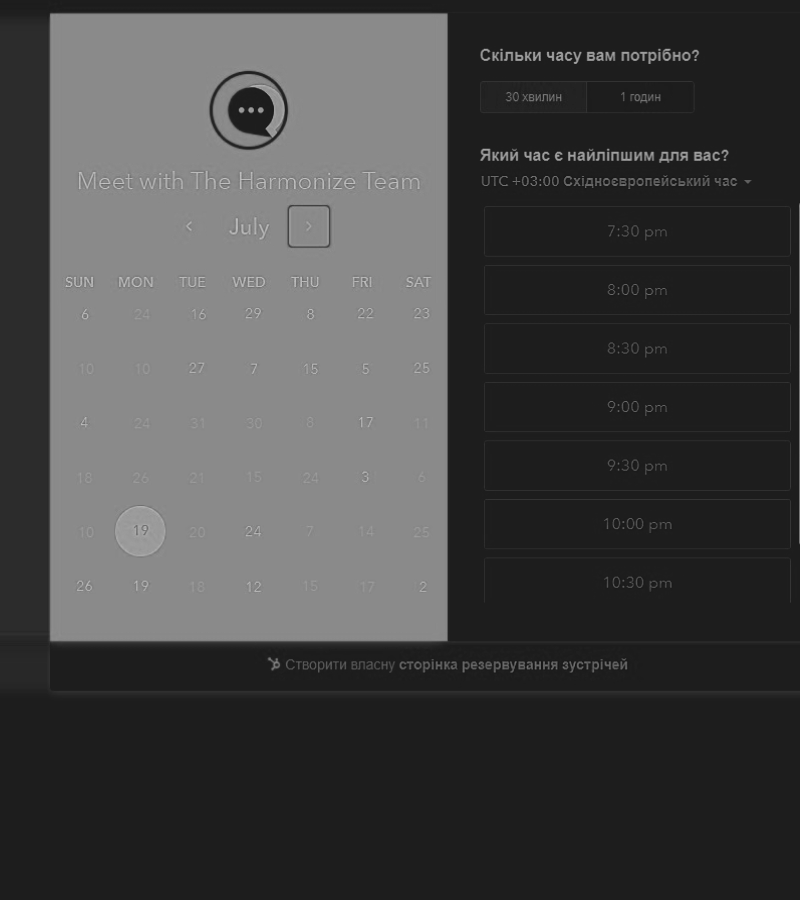 Meet with The Harmonize Team
July
SUN MON TUE WED THU FRI SAT
6 24 16 29 8 22 23
10 10 27 7 15 5 25
4 24 31 30 8 17 11
18 26 21 15 24 3 6
10 19 20 24 7 14 25
26 19 18 12 15 17 2
Скільки часу вам потрібно?
30 хвилин 1 годин
Який час є найліпшим для вас?
UTC +03:00 Східноєвропейський час
7:30 pm
8:00 pm
8:30 pm
9:00 pm
9:30 pm
10:00 pm
10:30 pm
Створити власну сторінка резервування зустрічей